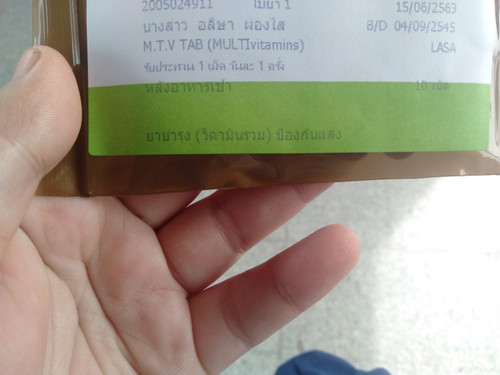 2005024911 ไม่มา 1 15/06/2563
นางสาว อลิษา ผ่องใส B/D 04/09/2545
M.T.V TAB (MULTIvitamins) LASA
รับประทาน 1 เม็ด วันละ 1 ครั้ง
หลังอาหารเช้า 10 เม็ด
ยาบำรุง (วิตามินรวม) ป้องกันแสง